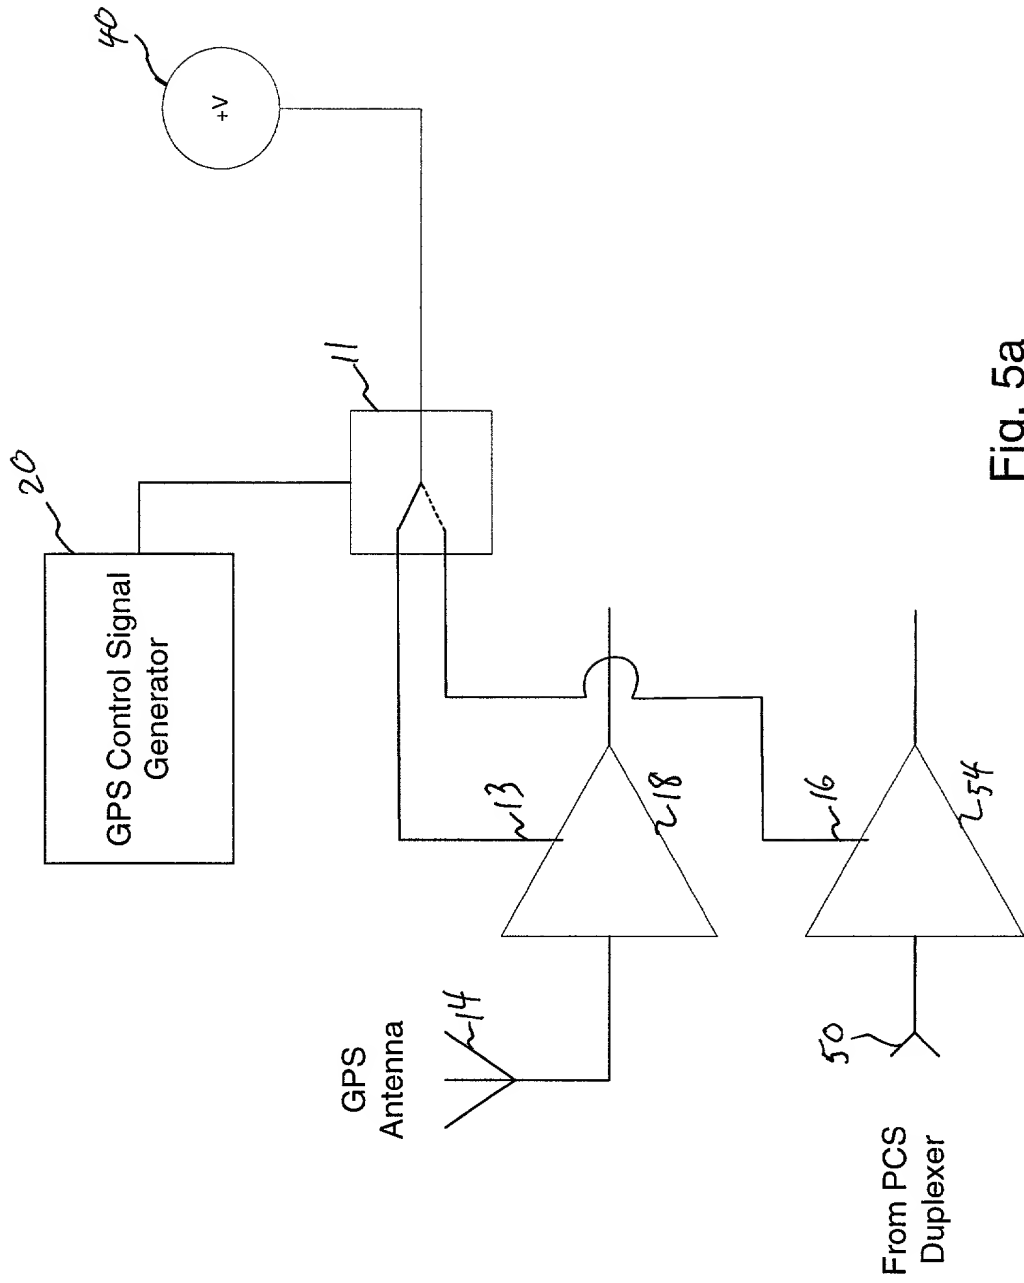 GPS
Antenna
14
From PCS
Duplexer
50
GPS Control Signal
Generator
20
13
18
16
54
11
40
+V
Fig. 5a